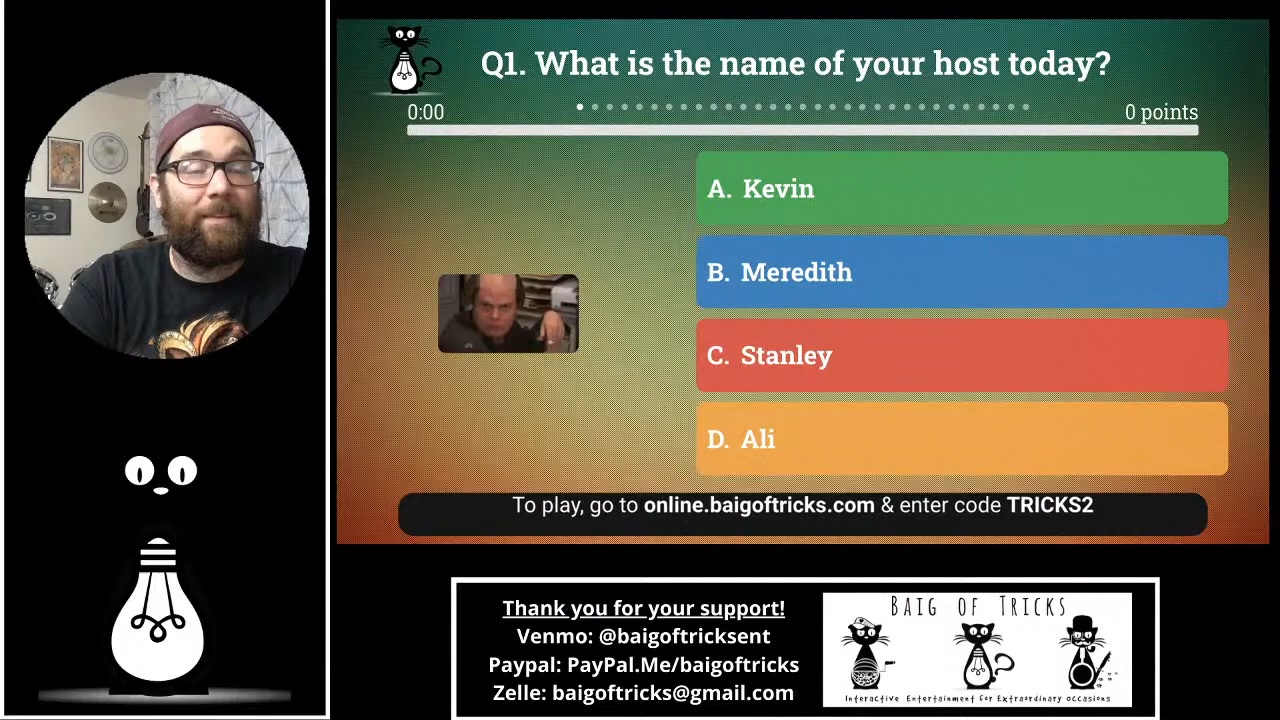 Q1. What is the name of your host today?
0:00
0 points
A. Kevin
B. Meredith
C. Stanley
D. Ali
To play, go to online.baigoftricks.com & enter code TRICKS2
Thank you for your support!
Venmo: @baigoftricksent
Paypal: PayPal.Me/baigoftricks
Zelle: baigoftricks@gmail.com
BAIG OF TRICKS
Interactive Entertainment for Extraordinary occasions